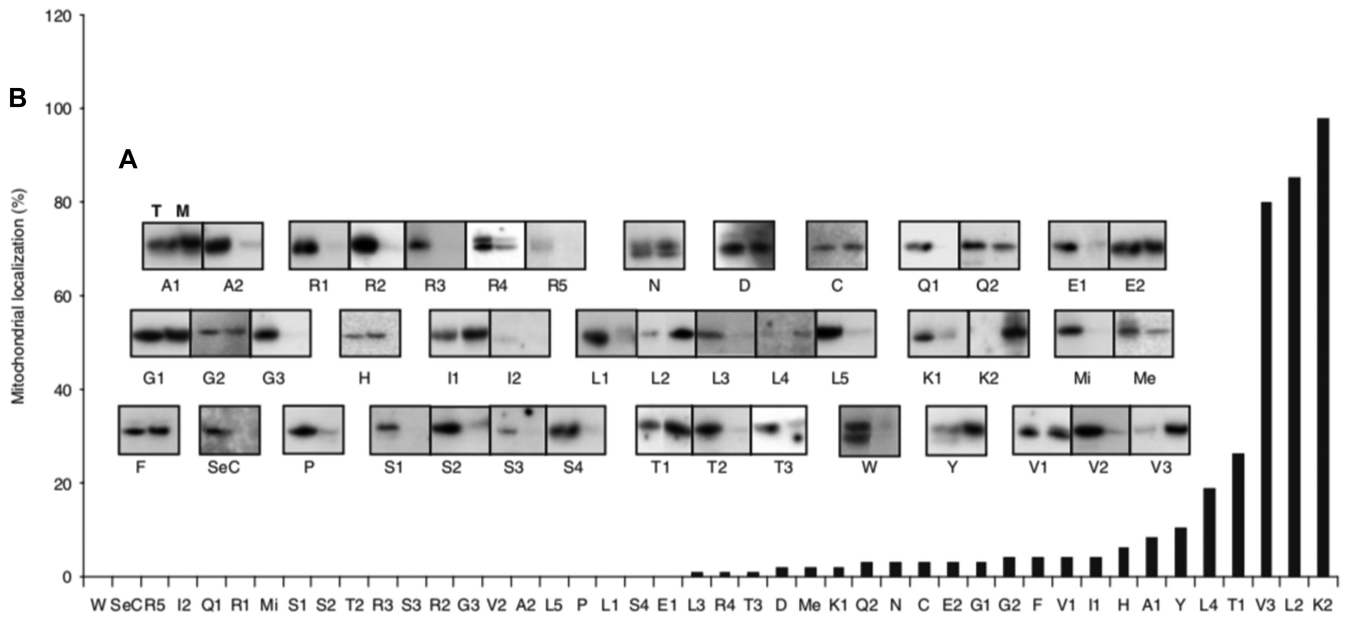 B
Mitochondrial localization (%)
120
100
80
60
40
20
0
A
T M
A1 A2 R1 R2 R3 R4 R5 N D C Q1 Q2 E1 E2
G1 G2 G3 H I1 I2 L1 L2 L3 L4 L5 K1 K2 Mi Me
F SeC P S1 S2 S3 S4 T1 T2 T3 W Y V1 V2 V3
W SeC R5 I2 Q1 R1 Mi S1 S2 T2 R3 S3 R2 G3 V2 A2 L5 P L1 S4 E1 L3 R4 T3 D Me K1 Q2 N C E2 G1 G2 F V1 I1 H A1 Y L4 T1 V3 L2 K2